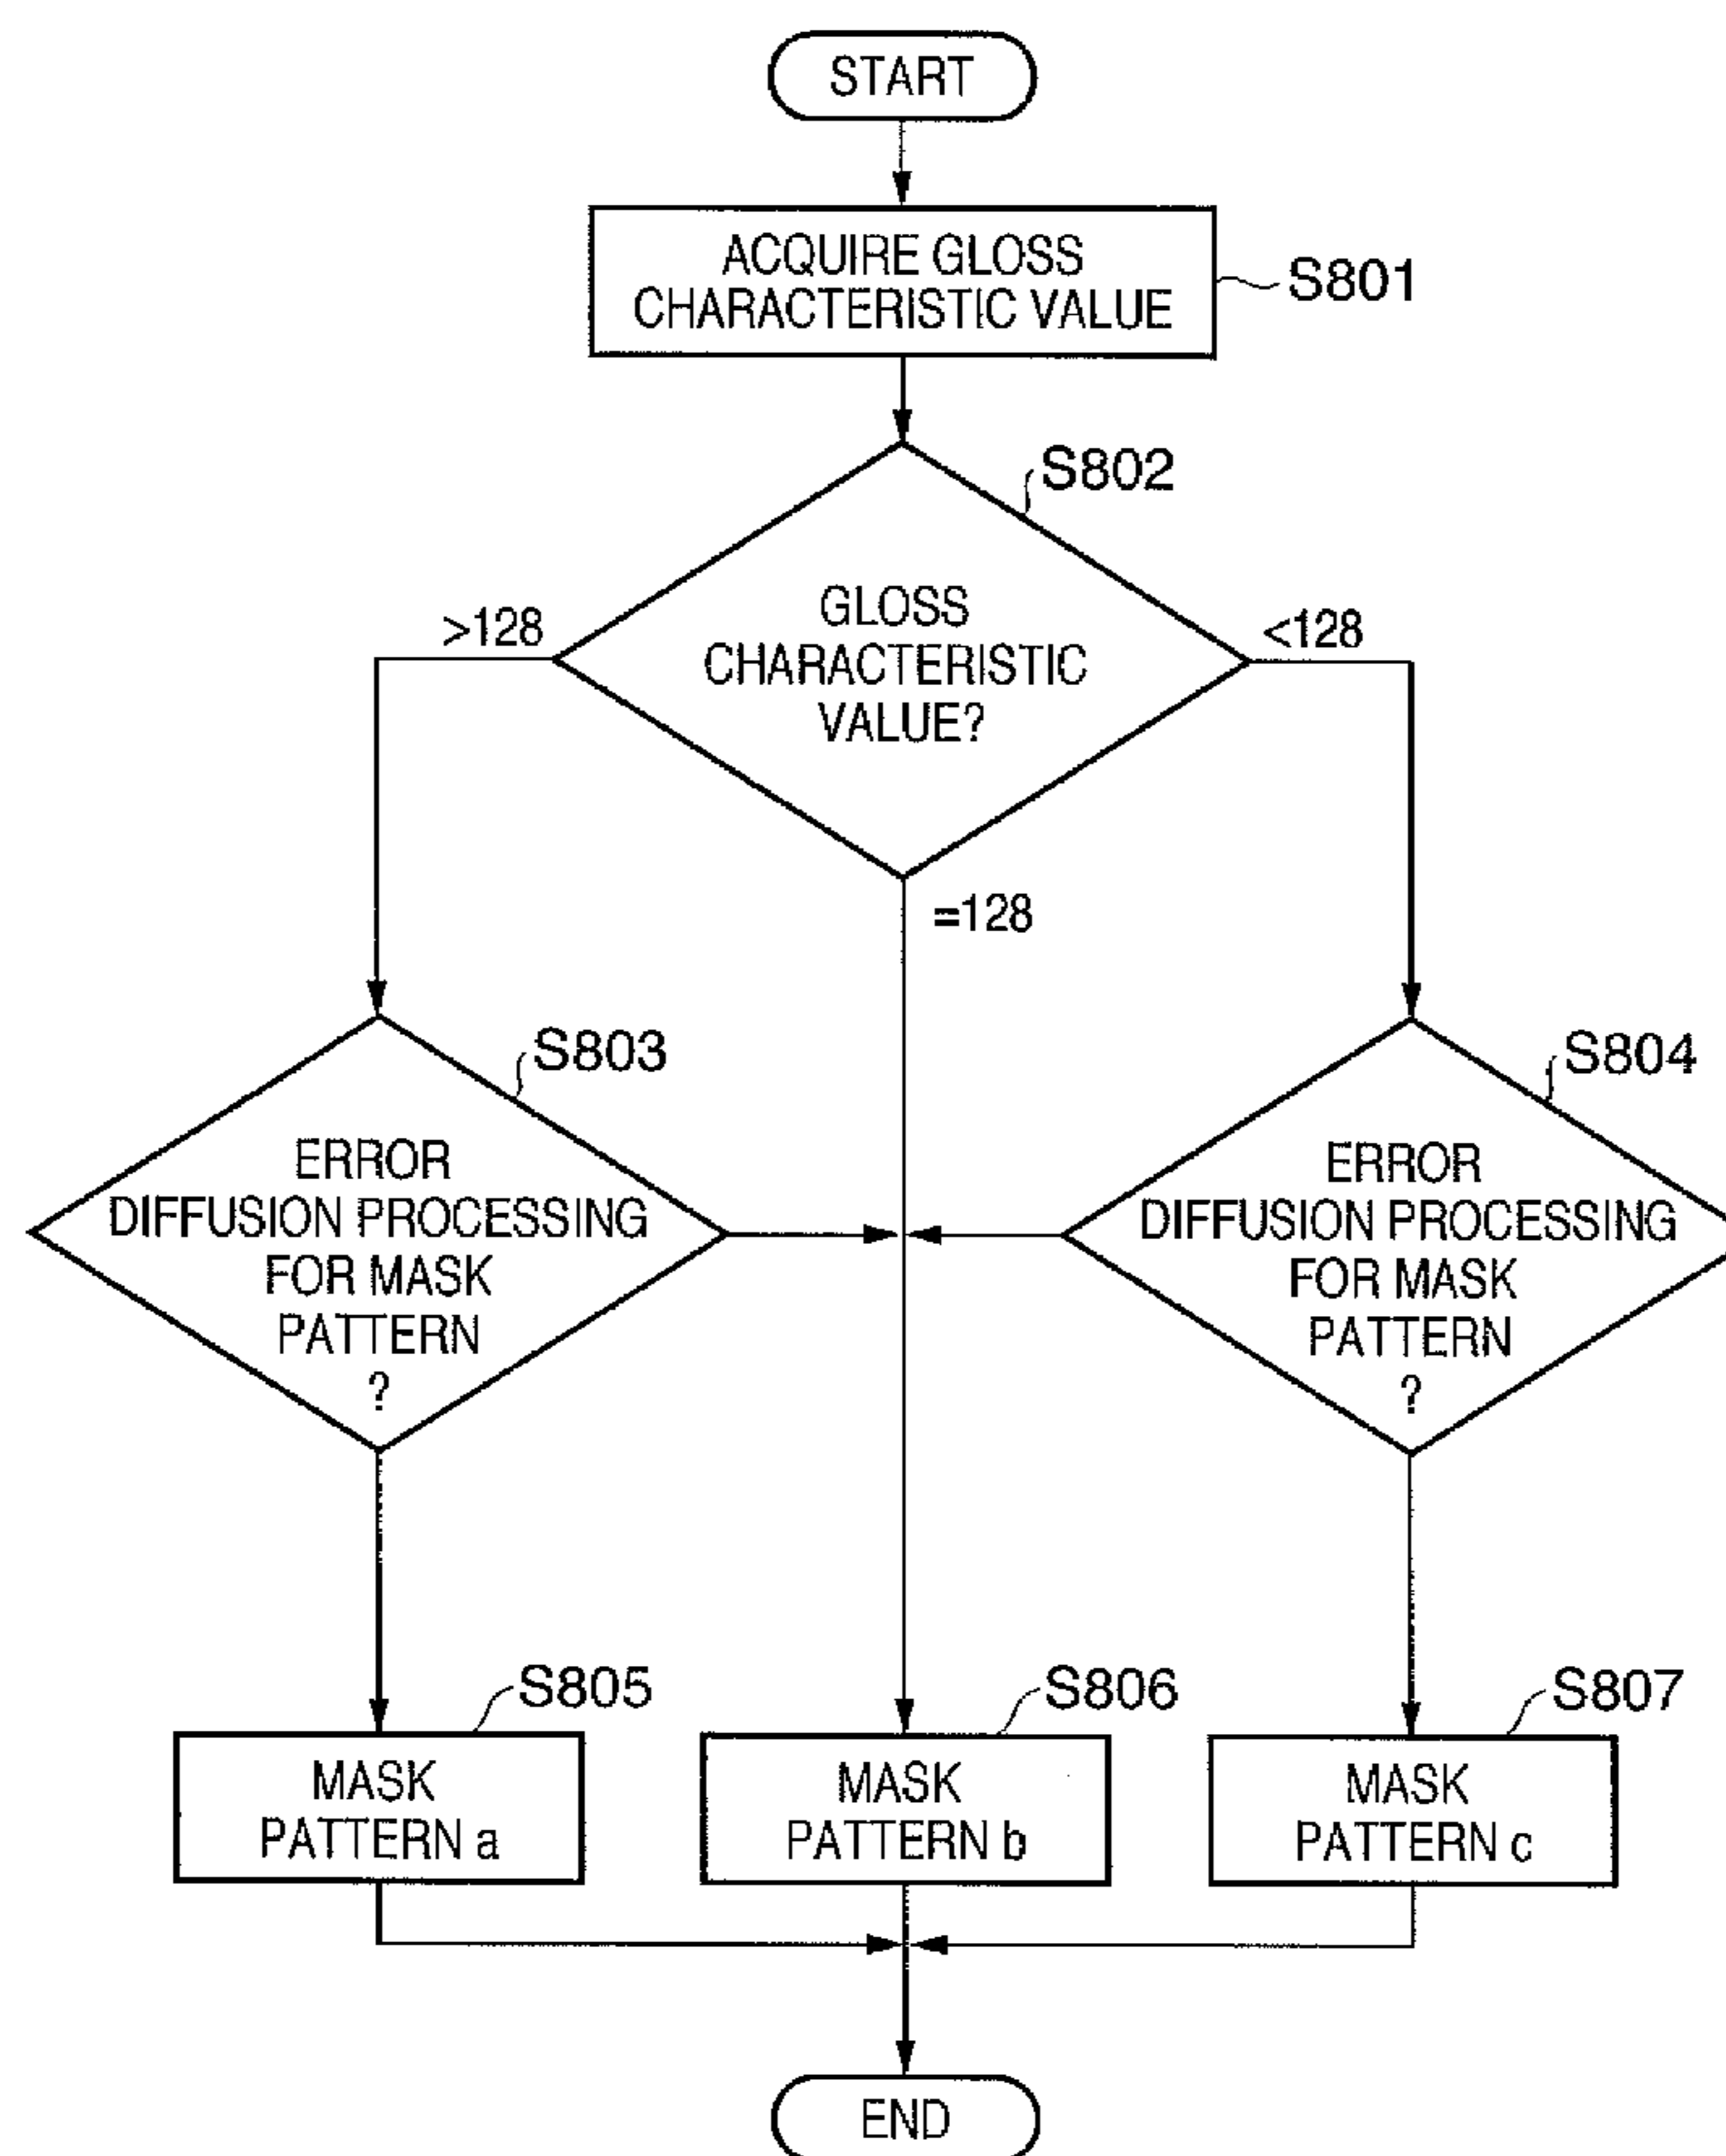 START
ACQUIRE GLOSS
CHARACTERISTIC VALUE
S801
S802
GLOSS
CHARACTERISTIC
VALUE?
>128
<128
=128
S803
ERROR
DIFFUSION PROCESSING
FOR MASK
PATTERN
?
S804
ERROR
DIFFUSION PROCESSING
FOR MASK
PATTERN
?
S805
MASK
PATTERN a
S806
MASK
PATTERN b
S807
MASK
PATTERN c
END